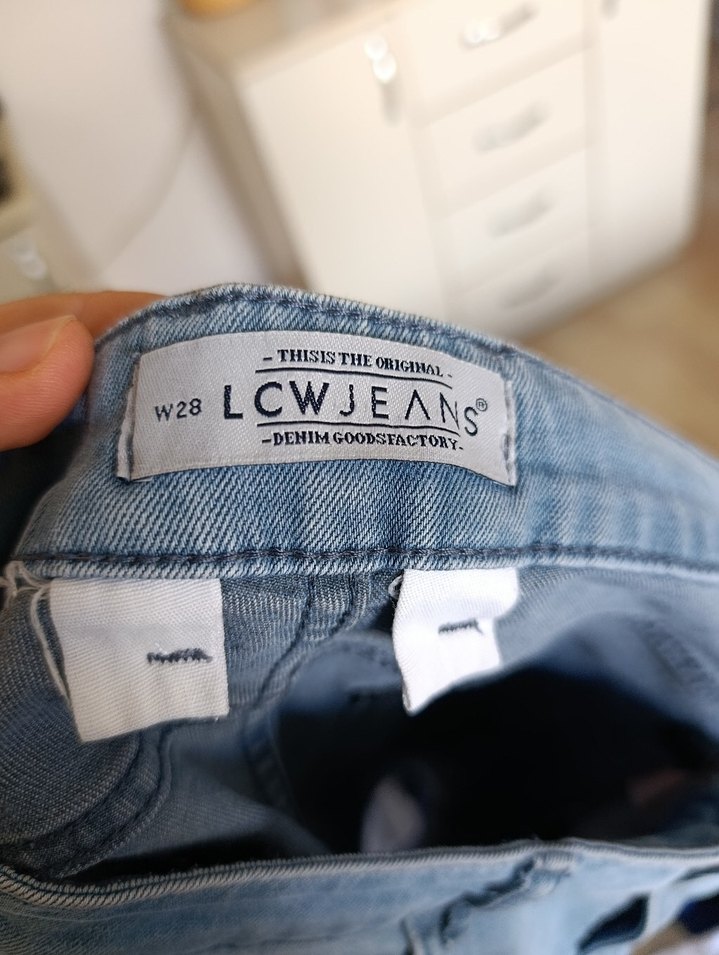 - THIS IS THE ORIGINAL -
W28 LCWJEANS®
-DENIM GOODSFACTORY-